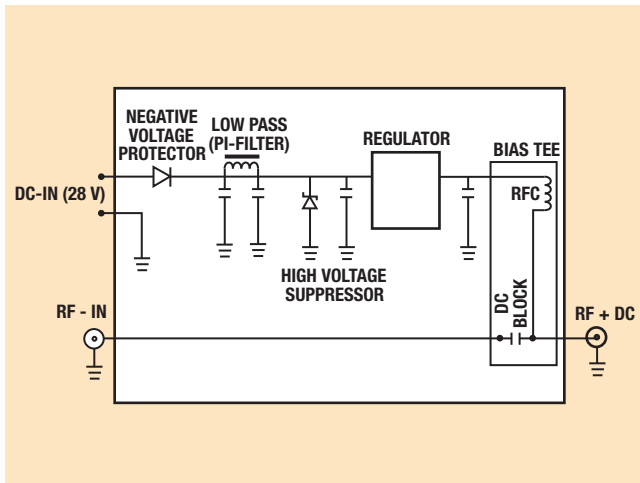 NEGATIVE
VOLTAGE
PROTECTOR
LOW PASS
(PI-FILTER)
REGULATOR
BIAS TEE
DC-IN (28 V)
RFC
HIGH VOLTAGE
SUPPRESSOR
DC
BLOCK
RF - IN
RF + DC